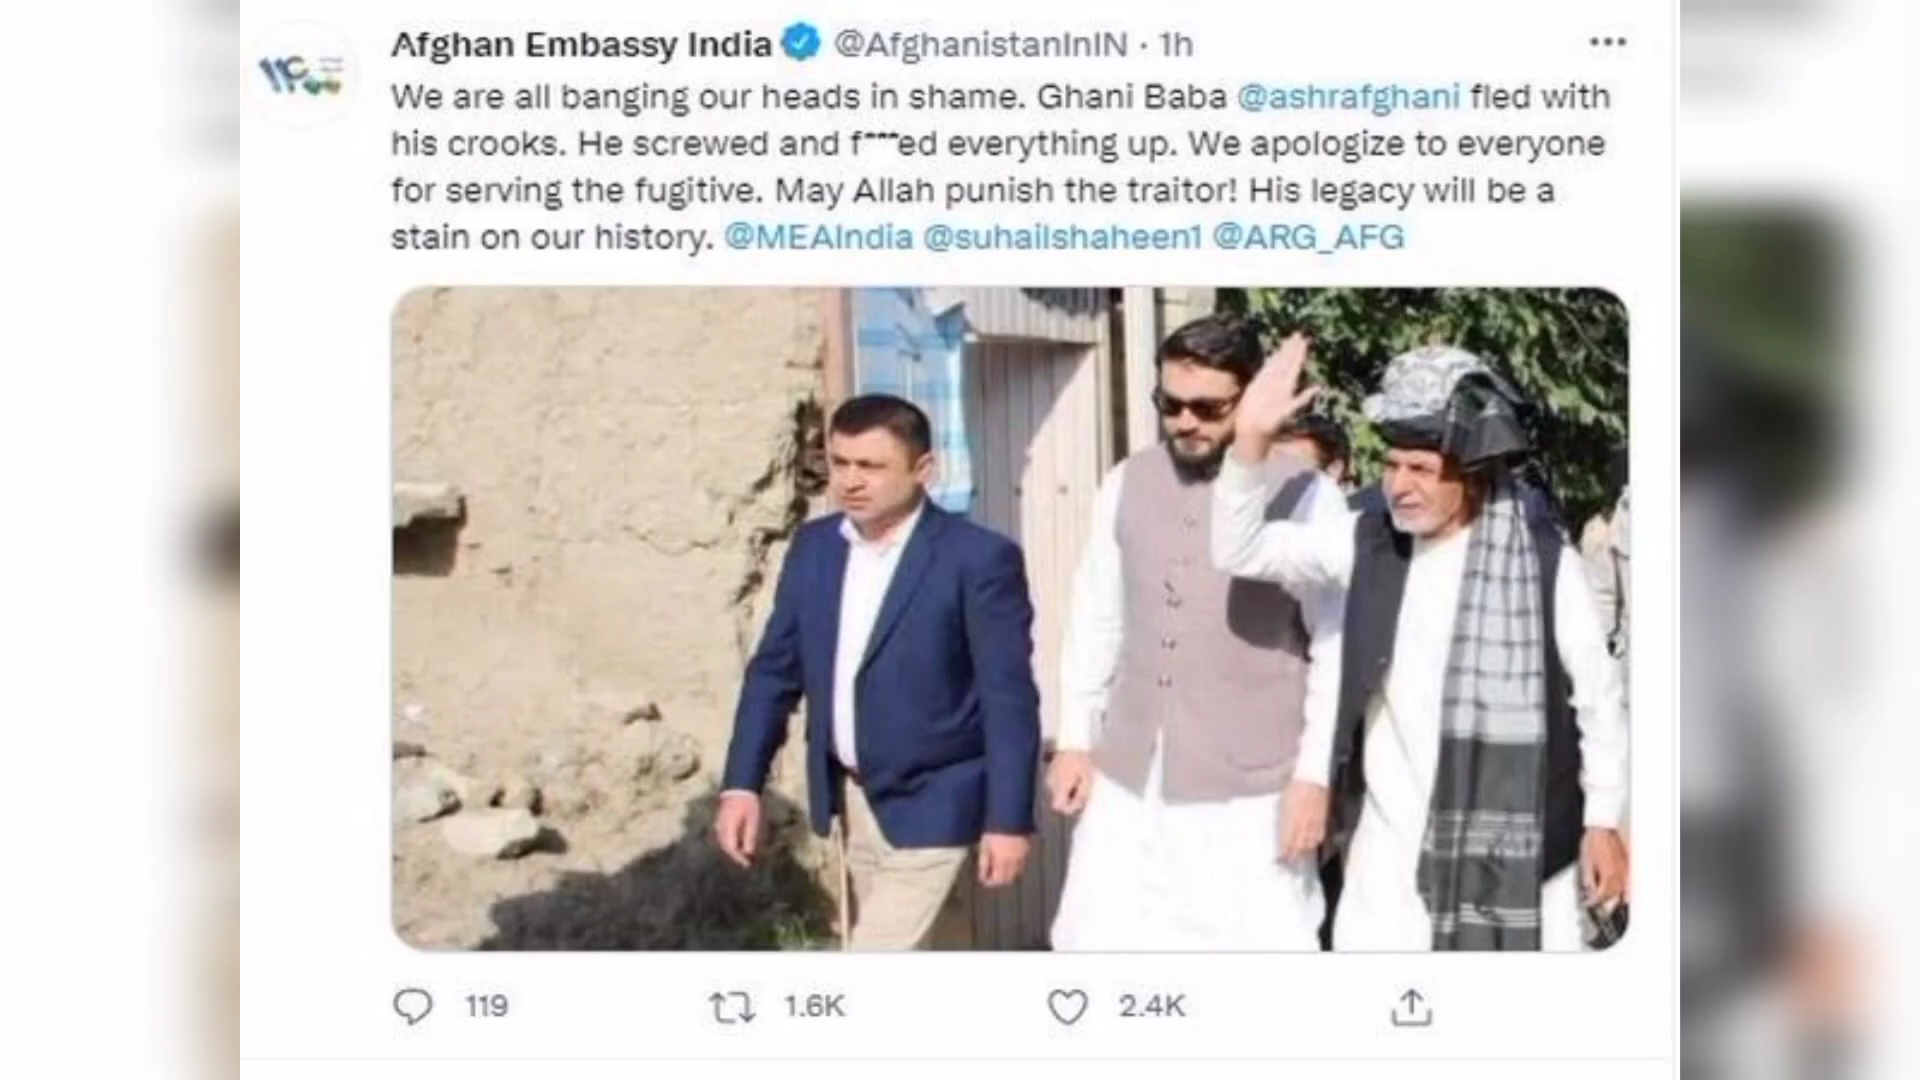 Afghan Embassy India @AfghanistanInIN · 1h
We are all banging our heads in shame. Ghani Baba @ashrafghani fled with
his crooks. He screwed and f***ed everything up. We apologize to everyone
for serving the fugitive. May Allah punish the traitor! His legacy will be a
stain on our history. @MEAIndia @suhailshaheen1 @ARG_AFG
119 1.6K 2.4K